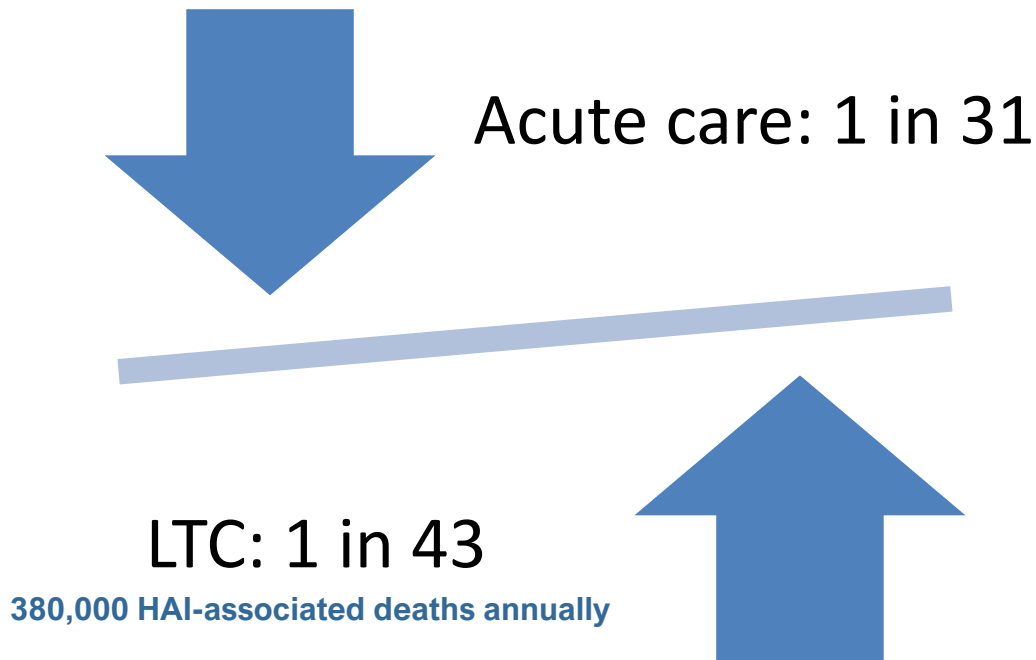 Acute care: 1 in 31
LTC: 1 in 43
380,000 HAI-associated deaths annually